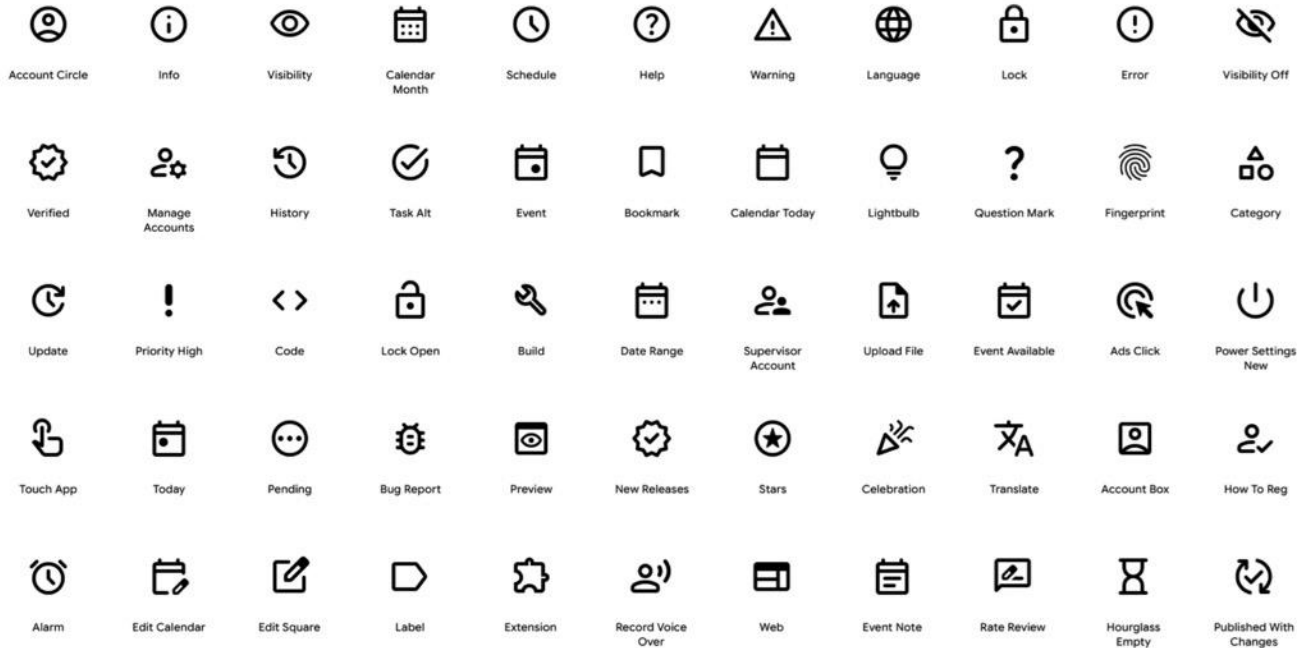 Account Circle
Info
Visibility
Calendar
Month
Schedule
Help
Warning
Language
Lock
Error
Visibility Off
Verified
Manage
Accounts
History
Task Alt
Event
Bookmark
Calendar Today
Lightbulb
Question Mark
Fingerprint
Category
Update
Priority High
Code
Lock Open
Build
Date Range
Supervisor
Account
Upload File
Event Available
Ads Click
Power Settings
New
Touch App
Today
Pending
Bug Report
Preview
New Releases
Stars
Celebration
Translate
Account Box
How To Reg
Alarm
Edit Calendar
Edit Square
Label
Extension
Record Voice
Over
Web
Event Note
Rate Review
Hourglass
Empty
Published With
Changes